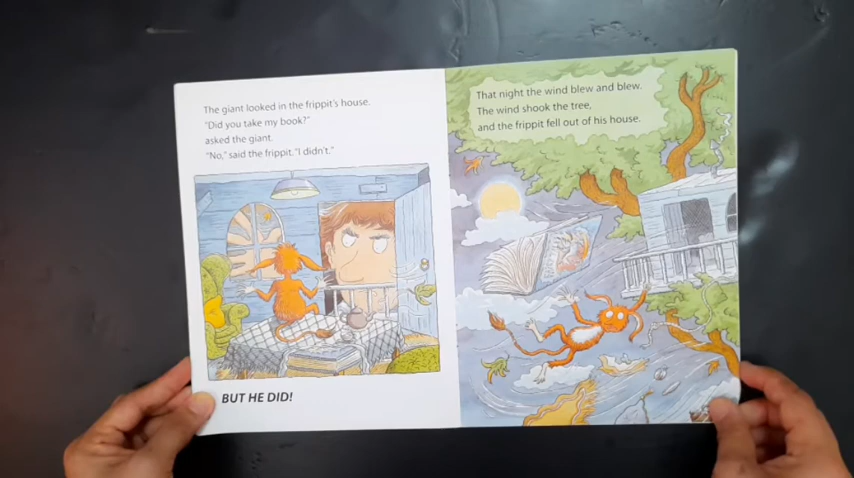 The giant looked in the frippit's house.
"Did you take my book?"
asked the giant.
"No," said the frippit. "I didn't."
BUT HE DID!
That night the wind blew and blew.
The wind shook the tree,
and the frippit fell out of his house.